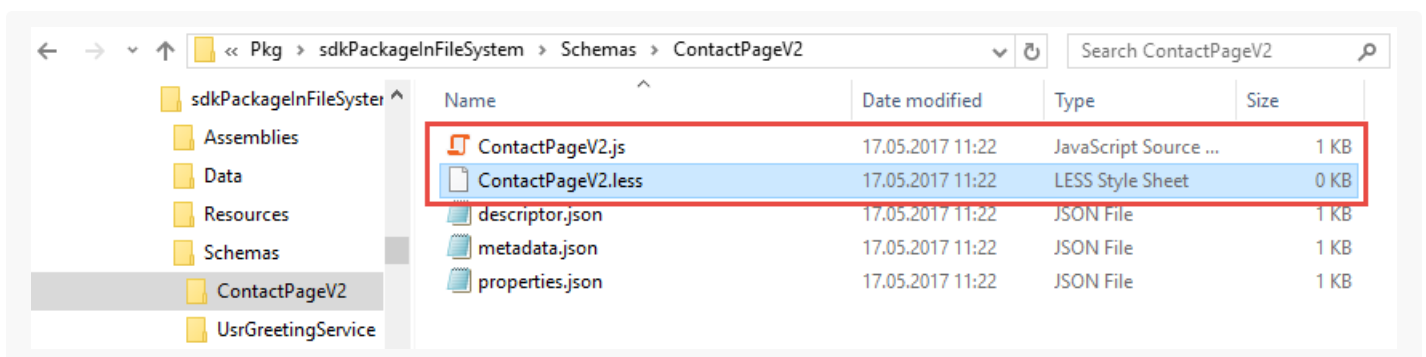 « Pkg > sdkPackageInFileSystem > Schemas > ContactPageV2 Search ContactPageV2
sdkPackageInFileSyster Name Date modified Type Size
Assemblies ContactPageV2.js 17.05.2017 11:22 JavaScript Source ... 1 KB
Data ContactPageV2.less 17.05.2017 11:22 LESS Style Sheet 0 KB
Resources descriptor.json 17.05.2017 11:22 JSON File 1 KB
Schemas metadata.json 17.05.2017 11:22 JSON File 1 KB
ContactPageV2 properties.json 17.05.2017 11:22 JSON File 1 KB
UsrGreetingService